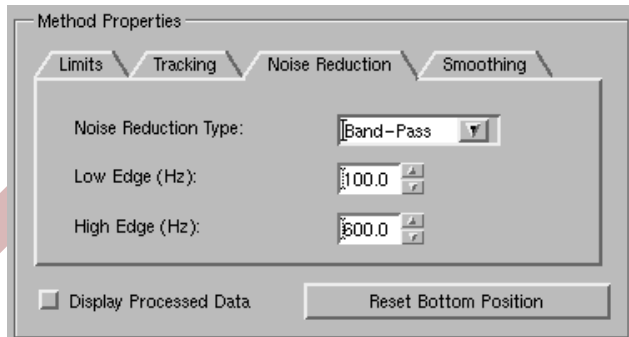 Method Properties
Limits Tracking Noise Reduction Smoothing
Noise Reduction Type: Band-Pass
Low Edge (Hz): 100.0
High Edge (Hz): 600.0
Display Processed Data Reset Bottom Position